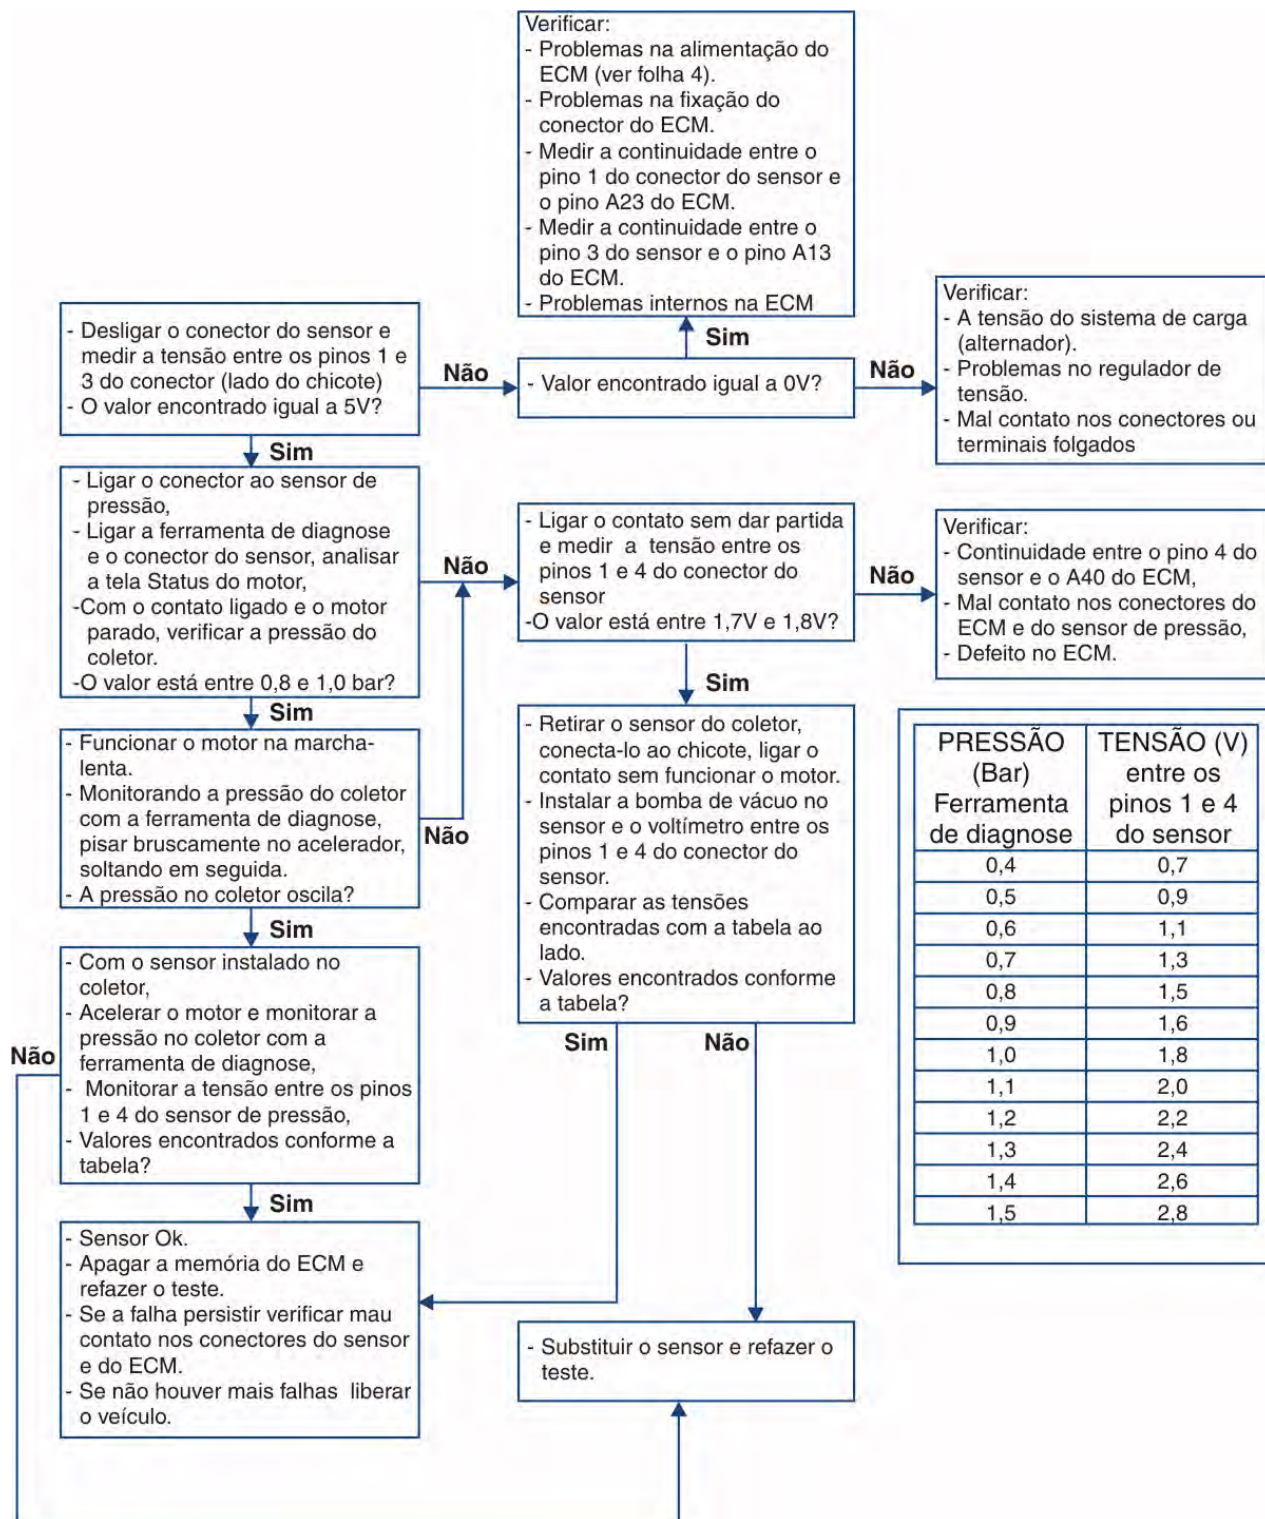 Verificar:
- Problemas na alimentação do
ECM (ver folha 4).
- Problemas na fixação do
conector do ECM.
- Medir a continuidade entre o
pino 1 do conector do sensor e
o pino A23 do ECM.
- Medir a continuidade entre o
pino 3 do sensor e o pino A13
do ECM.
- Problemas internos na ECM
Sim
- Desligar o conector do sensor e
medir a tensão entre os pinos 1 e
3 do conector (lado do chicote)
- O valor encontrado igual a 5V?
Não
- Valor encontrado igual a 0V?
Não
Verificar:
- A tensão do sistema de carga
(alternador).
- Problemas no regulador de
tensão.
- Mal contato nos conectores ou
terminais folgados
Sim
- Ligar o conector ao sensor de
pressão,
- Ligar a ferramenta de diagnose
e o conector do sensor, analisar
a tela Status do motor,
-Com o contato ligado e o motor
parado, verificar a pressão do
coletor.
-O valor está entre 0,8 e 1,0 bar?
Não
- Ligar o contato sem dar partida
e medir a tensão entre os
pinos 1 e 4 do conector do
sensor
-O valor está entre 1,7V e 1,8V?
Não
Verificar:
- Continuidade entre o pino 4 do
sensor e o A40 do ECM,
- Mal contato nos conectores do
ECM e do sensor de pressão,
- Defeito no ECM.
Sim
- Funcionar o motor na marcha-
lenta.
- Monitorando a pressão do coletor
com a ferramenta de diagnose,
pisar bruscamente no acelerador,
soltando em seguida.
- A pressão no coletor oscila?
Não
Sim
- Retirar o sensor do coletor,
conecta-lo ao chicote, ligar o
contato sem funcionar o motor.
- Instalar a bomba de vácuo no
sensor e o voltímetro entre os
pinos 1 e 4 do conector do
sensor.
- Comparar as tensões
encontradas com a tabela ao
lado.
- Valores encontrados conforme
a tabela?
Sim
Não
Sim
- Com o sensor instalado no
coletor,
- Acelerar o motor e monitorar a
pressão no coletor com a
ferramenta de diagnose,
- Monitorar a tensão entre os pinos
1 e 4 do sensor de pressão,
- Valores encontrados conforme a
tabela?
Não
Sim
- Sensor Ok.
- Apagar a memória do ECM e
refazer o teste.
- Se a falha persistir verificar mau
contato nos conectores do sensor
e do ECM.
- Se não houver mais falhas liberar
o veículo.
- Substituir o sensor e refazer o
teste.
PRESSÃO TENSÃO (V)
(Bar) entre os
Ferramenta pinos 1 e 4
de diagnose do sensor
0,4 0,7
0,5 0,9
0,6 1,1
0,7 1,3
0,8 1,5
0,9 1,6
1,0 1,8
1,1 2,0
1,2 2,2
1,3 2,4
1,4 2,6
1,5 2,8